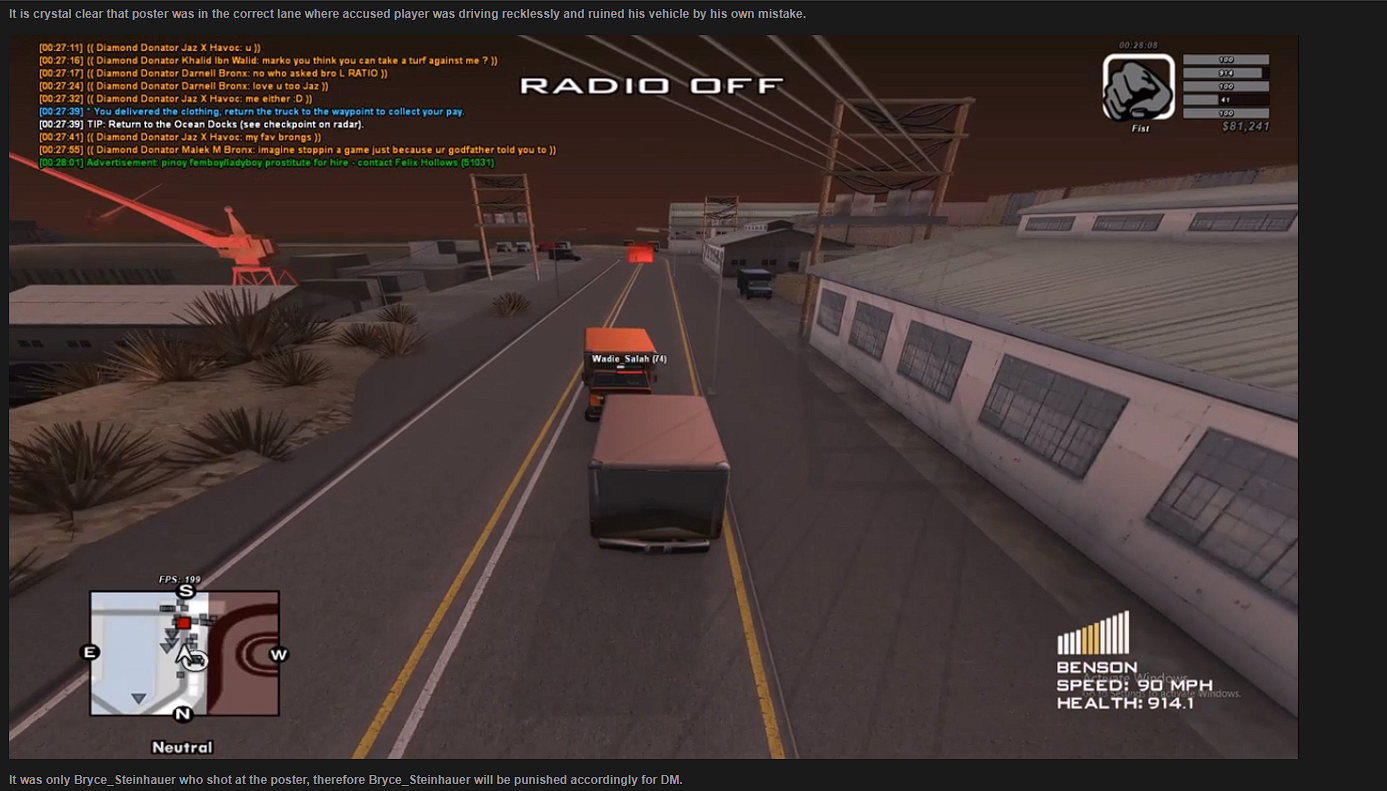 It is crystal clear that poster was in the correct lane where accused player was driving recklessly and ruined his vehicle by his own mistake.
[00:27:11] (( Diamond Donator Jaz X Havoc: u ))
[00:27:16] (( Diamond Donator Khalid Ibn Walid: marko you think you can take a turf against me ? ))
[00:27:17] (( Diamond Donator Darnell Bronx: no who asked bro L RATIO ))
[00:27:24] (( Diamond Donator Darnell Bronx: love u too Jaz ))
[00:27:32] (( Diamond Donator Jaz X Havoc: me either :D ))
[00:27:39] * You delivered the clothing, return the truck to the waypoint to collect your pay.
[00:27:39] TIP: Return to the Ocean Docks (see checkpoint on radar).
[00:27:41] (( Diamond Donator Jaz X Havoc: my fav brongs ))
[00:27:55] (( Diamond Donator Malek M Bronx: imagine stoppin a game just because ur godfather told you to ))
[00:28:01] Advertisement: pinoy femboy/ladyboy prostitute for hire - contact Felix Hollows (51031)
RADIO OFF
00:28:08
100
914
100
41
100
Fist
$81,241
Wadie_Salah (74)
FPS: 199
S
E
W
N
Neutral
BENSON
Activate Windows
SPEED: 90 MPH
Go to Settings to activate Windows.
HEALTH: 914.1
It was only Bryce_Steinhauer who shot at the poster, therefore Bryce_Steinhauer will be punished accordingly for DM.